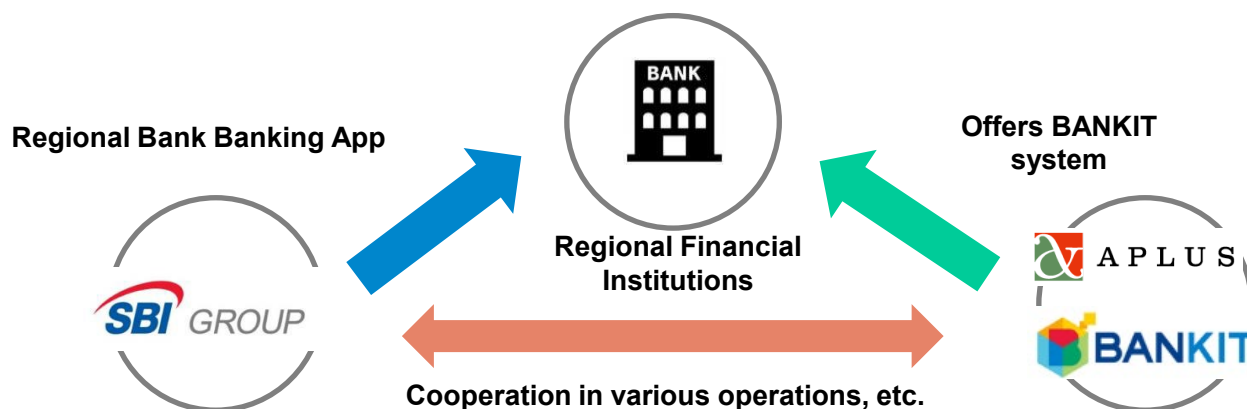 BANK
Regional Bank Banking App
Offers BANKIT
system
Regional Financial
Institutions
SBI GROUP
& APLUS
BANKIT
Cooperation in various operations, etc.